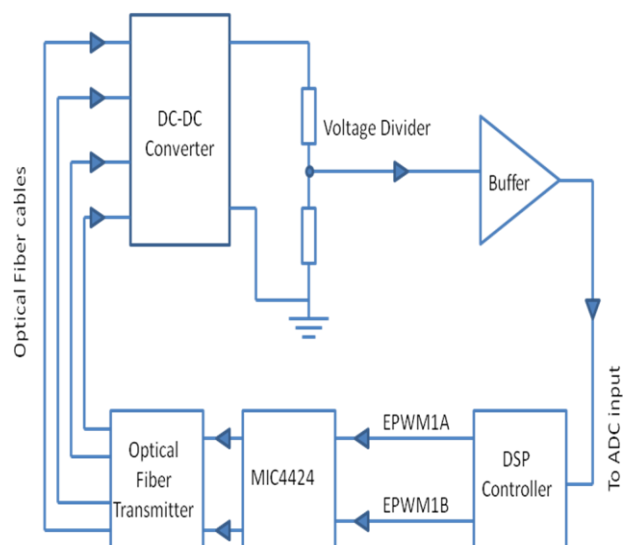 DC-DC
Converter
Voltage Divider
Buffer
Optical Fiber cables
To ADC input
Optical
Fiber
Transmitter
MIC4424
EPWM1A
EPWM1B
DSP
Controller